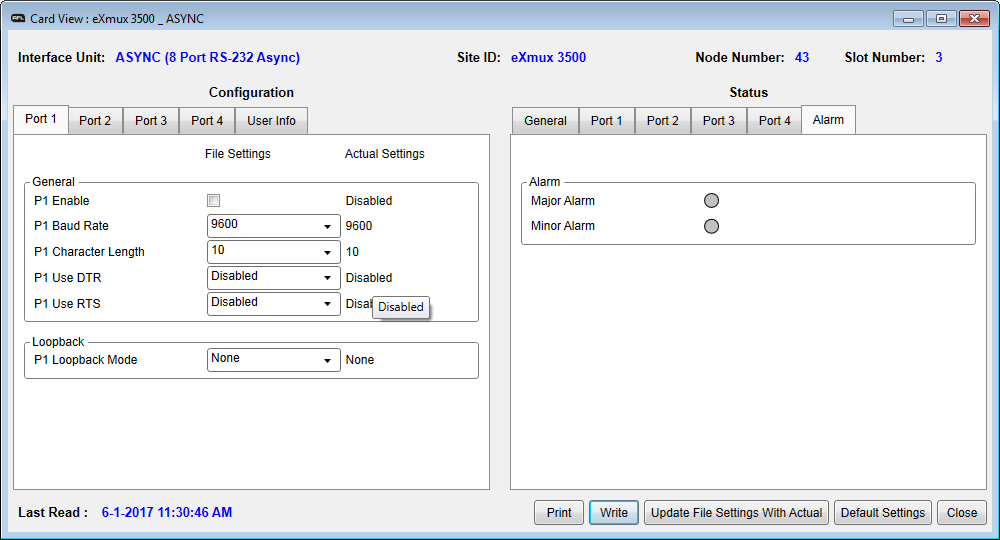 AFL Card View : eXmux 3500 _ ASYNC
Interface Unit: ASYNC (8 Port RS-232 Async) Site ID: eXmux 3500 Node Number: 43 Slot Number: 3
Configuration
Port 1 Port 2 Port 3 Port 4 User Info
File Settings Actual Settings
General
P1 Enable Disabled
P1 Baud Rate 9600 9600
P1 Character Length 10 10
P1 Use DTR Disabled Disabled
P1 Use RTS Disabled Disabled
Loopback
P1 Loopback Mode None None
Status
General Port 1 Port 2 Port 3 Port 4 Alarm
Alarm
Major Alarm
Minor Alarm
Last Read : 6-1-2017 11:30:46 AM
Print Write Update File Settings With Actual Default Settings Close